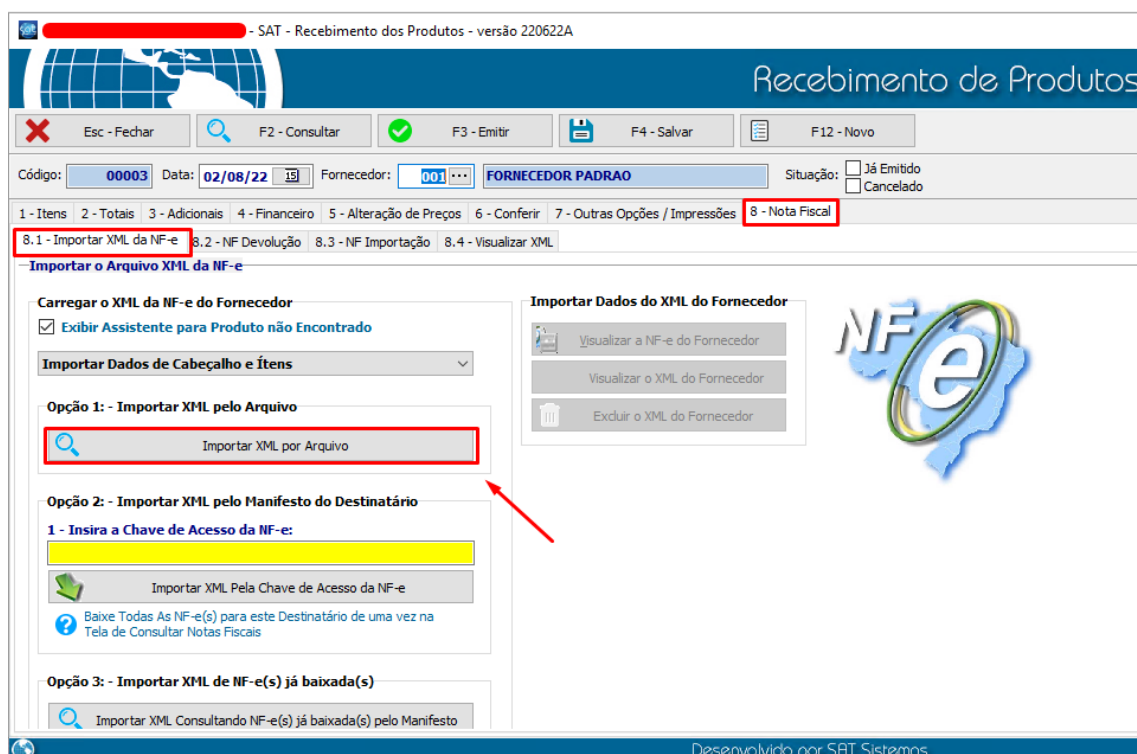 - SAT - Recebimento dos Produtos - versão 220622A
Recebimento de Produtos
Esc - Fechar
F2 - Consultar
F3 - Emitir
F4 - Salvar
F12 - Novo
Código: 00003 Data: 02/08/22 15 Fornecedor: 001 ... FORNECEDOR PADRAO Situação: Já Emitido
Cancelado
1 - Itens 2 - Totais 3 - Adicionais 4 - Financeiro 5 - Alteração de Preços 6 - Conferir 7 - Outras Opções / Impressões 8 - Nota Fiscal
8.1 - Importar XML da NF-e 8.2 - NF Devolução 8.3 - NF Importação 8.4 - Visualizar XML
Importar o Arquivo XML da NF-e
Carregar o XML da NF-e do Fornecedor
Exibir Assistente para Produto não Encontrado
Importar Dados de Cabeçalho e Ítens
Opção 1: - Importar XML pelo Arquivo
Importar XML por Arquivo
Opção 2: - Importar XML pelo Manifesto do Destinatário
1 - Insira a Chave de Acesso da NF-e:
Importar XML Pela Chave de Acesso da NF-e
Baixe Todas As NF-e(s) para este Destinatário de uma vez na
Tela de Consultar Notas Fiscais
Opção 3: - Importar XML de NF-e(s) já baixada(s)
Importar XML Consultando NF-e(s) já baixada(s) pelo Manifesto
Importar Dados do XML do Fornecedor
Visualizar a NF-e do Fornecedor
Visualizar o XML do Fornecedor
Excluir o XML do Fornecedor
NFe
Desenvolvido por SAT Sistemas